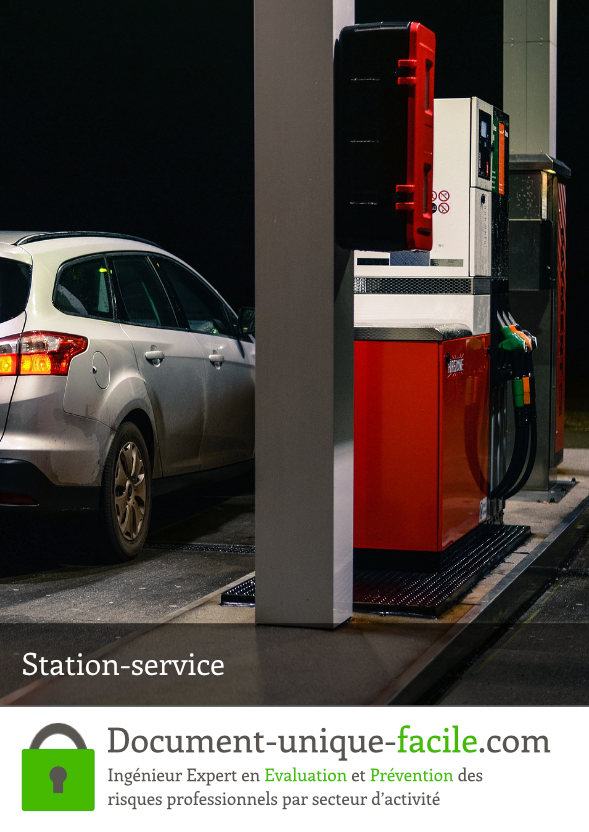 Station-service
Document-unique-facile.com
Ingénieur Expert en Evaluation et Prévention des
risques professionnels par secteur d'activité